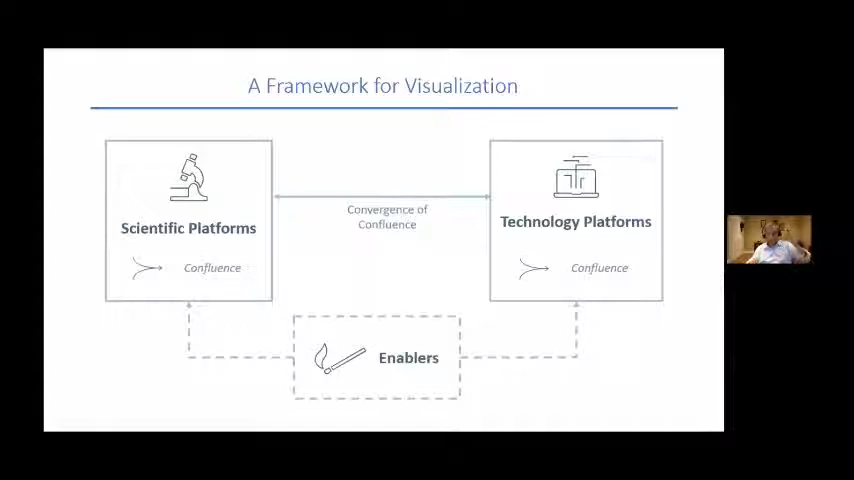 A Framework for Visualization
Scientific Platforms
Confluence
Convergence of
Confluence
Technology Platforms
Confluence
Enablers